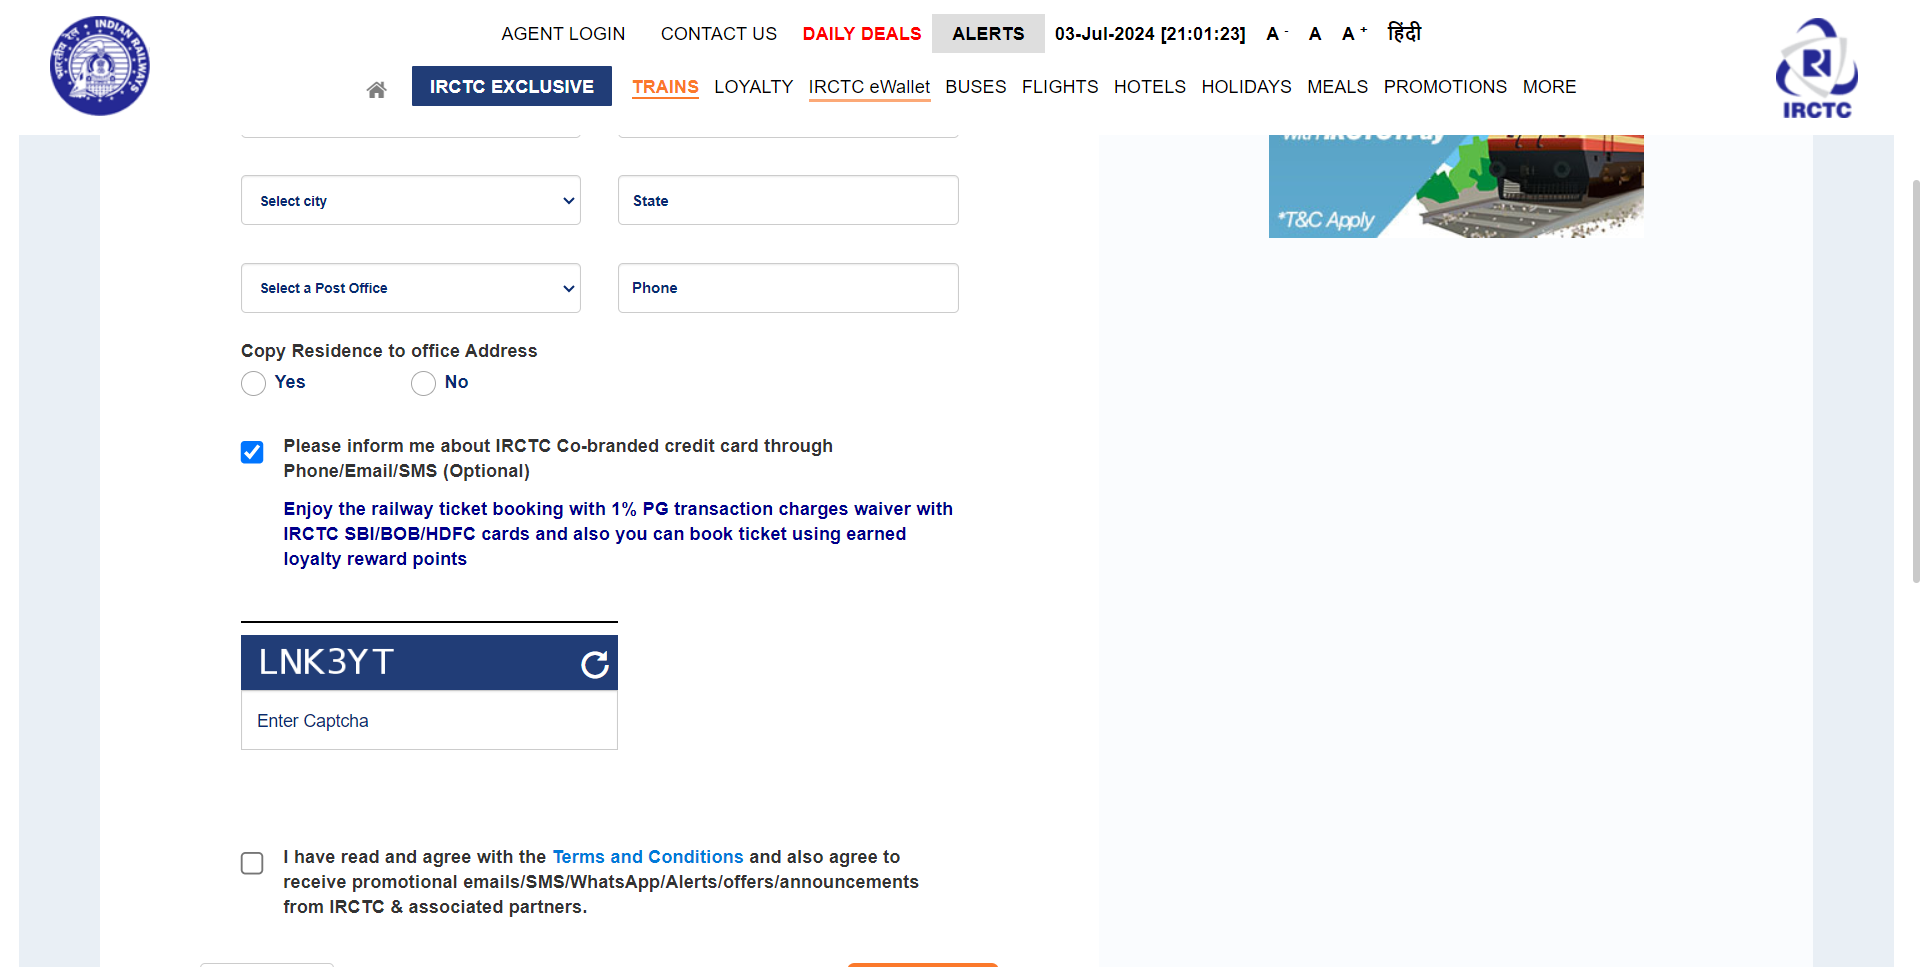 AGENT LOGIN CONTACT US DAILY DEALS ALERTS 03-Jul-2024 [21:01:23] A - A A + हिंदी
IRCTC EXCLUSIVE TRAINS LOYALTY IRCTC eWallet BUSES FLIGHTS HOTELS HOLIDAYS MEALS PROMOTIONS MORE
भारतीय रेल INDIAN RAILWAYS
IRCTC
*T&C Apply
Select city State
Select a Post Office Phone
Copy Residence to office Address
Yes No
Please inform me about IRCTC Co-branded credit card through
Phone/Email/SMS (Optional)
Enjoy the railway ticket booking with 1% PG transaction charges waiver with
IRCTC SBI/BOB/HDFC cards and also you can book ticket using earned
loyalty reward points
LNK3YT
Enter Captcha
I have read and agree with the Terms and Conditions and also agree to
receive promotional emails/SMS/WhatsApp/Alerts/offers/announcements
from IRCTC & associated partners.